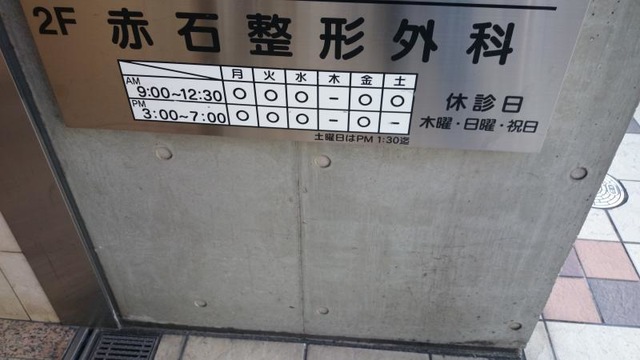 2F 赤石整形外科
月 火 水 木 金 土
AM 9:00~12:30 ○ ○ ○ － ○ ○
PM 3:00~7:00 ○ ○ ○ － ○ －
土曜日はPM 1:30迄
休診日
木曜・日曜・祝日